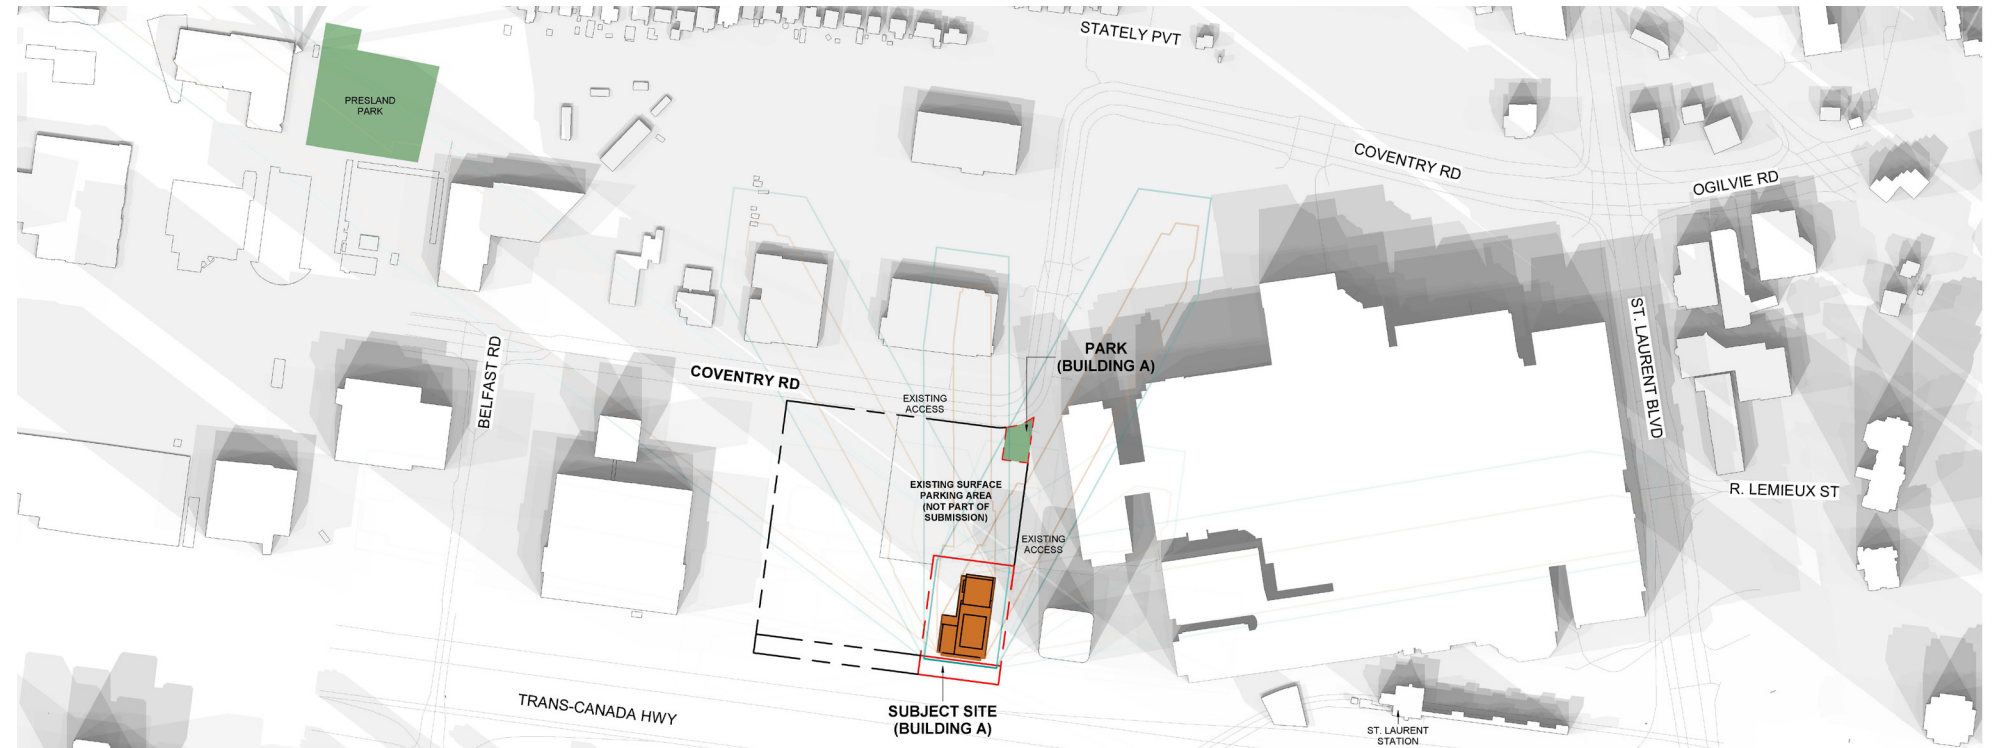 STATELY PVT
PRESLAND
PARK
COVENTRY RD
OGILVIE RD
ST. LAURENT BLVD
BELFAST RD
COVENTRY RD
PARK
(BUILDING A)
EXISTING
ACCESS
EXISTING SURFACE
PARKING AREA
(NOT PART OF
SUBMISSION)
R. LEMIEUX ST
EXISTING
ACCESS
TRANS-CANADA HWY
SUBJECT SITE
(BUILDING A)
ST. LAURENT
STATION